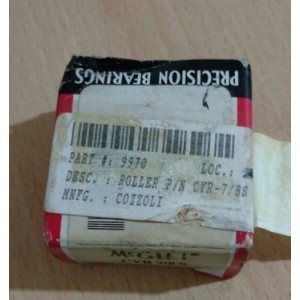 PRECISION BEARINGS
PART #: 9970 LOC.:
DESC. : ROLLER P/N CYR-7/8S
MNFG. : COZZOLI
McGILL®